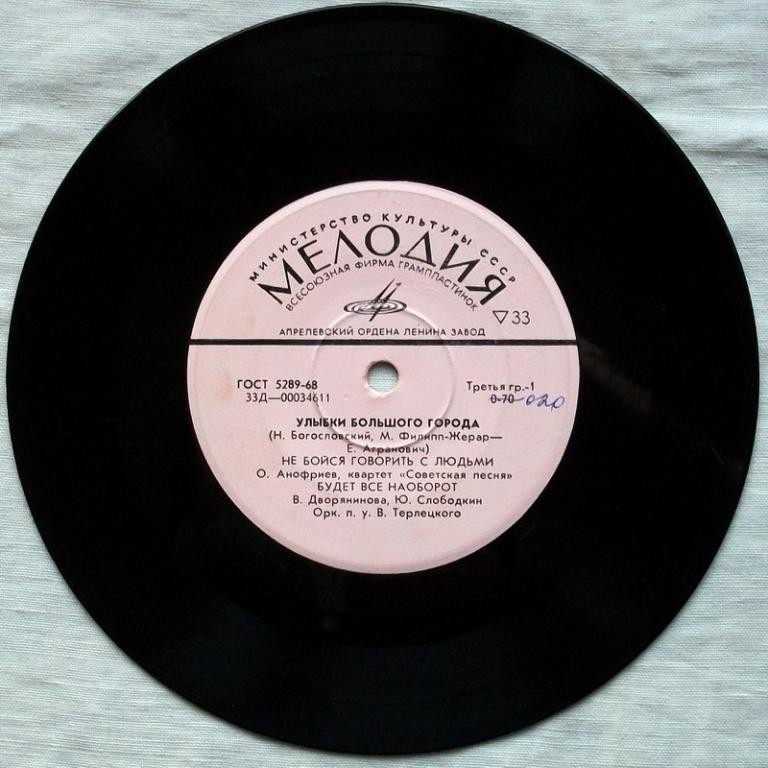 МИНИСТЕРСТВО КУЛЬТУРЫ СССР
МЕЛОДИЯ
ВСЕСОЮЗНАЯ ФИРМА ГРАМПЛАСТИНОК
▽33
АПРЕЛЕВСКИЙ ОРДЕНА ЛЕНИНА ЗАВОД
ГОСТ 5289-68 Третья гр.-1
33Д—00034611 0-70 020
УЛЫБКИ БОЛЬШОГО ГОРОДА
(Н. Богословский, М. Филипп-Жерар—
Е. Агранович)
НЕ БОЙСЯ ГОВОРИТЬ С ЛЮДЬМИ
О. Анофриев, квартет «Советская песня»
БУДЕТ ВСЕ НАОБОРОТ
В. Дворянинова, Ю. Слободкин
Орк. п. у. В. Терлецкого